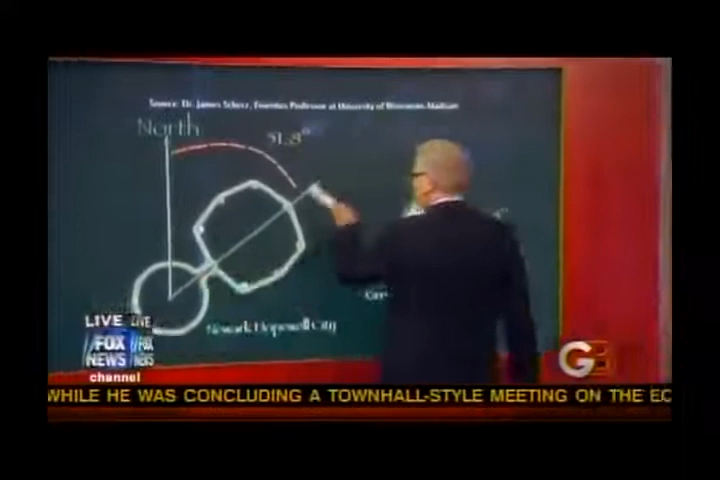 Source: Dr. James Scherz, Emeritus Professor at University of Wisconsin-Madison
North
51.8°
Newark Hopewell City
LIVE
FOX
NEWS
channel
WHILE HE WAS CONCLUDING A TOWNHALL-STYLE MEETING ON THE EC